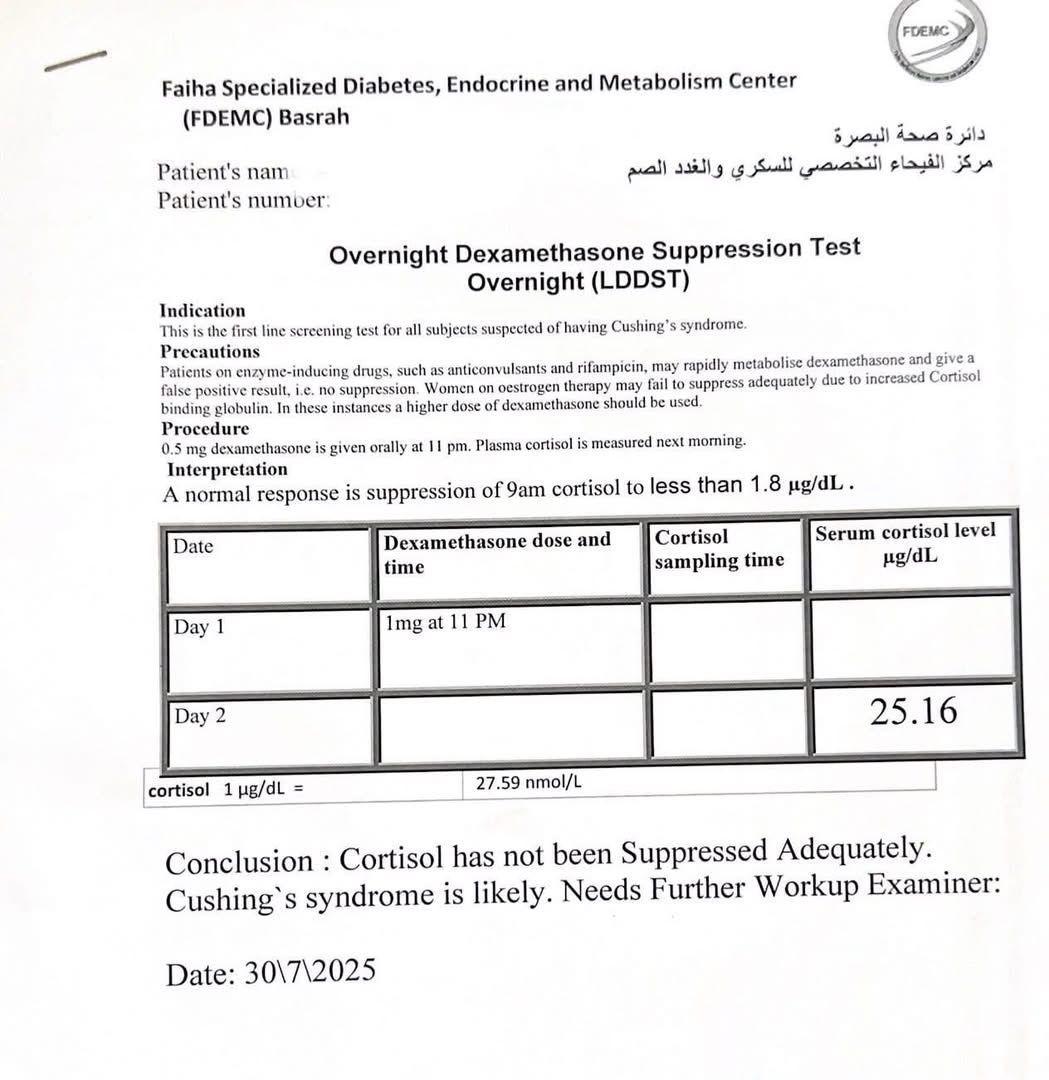 FDEMC
Faiha Specialized Diabetes, Endocrine and Metabolism Center
(FDEMC) Basrah
دائرة صحة البصرة
مركز الفيحاء التخصصي للسكري والغدد الصم
Patient's nam
Patient's number:
Overnight Dexamethasone Suppression Test
Overnight (LDDST)
Indication
This is the first line screening test for all subjects suspected of having Cushing's syndrome.
Precautions
Patients on enzyme-inducing drugs, such as anticonvulsants and rifampicin, may rapidly metabolise dexamethasone and give a
false positive result, i.e. no suppression. Women on oestrogen therapy may fail to suppress adequately due to increased Cortisol
binding globulin. In these instances a higher dose of dexamethasone should be used.
Procedure
0.5 mg dexamethasone is given orally at 11 pm. Plasma cortisol is measured next morning.
Interpretation
A normal response is suppression of 9am cortisol to less than 1.8 µg/dL .
Date
Dexamethasone dose and
time
Cortisol
sampling time
Serum cortisol level
µg/dL
Day 1
1mg at 11 PM
Day 2
25.16
cortisol 1 µg/dL =
27.59 nmol/L
Conclusion : Cortisol has not been Suppressed Adequately.
Cushing`s syndrome is likely. Needs Further Workup Examiner:
Date: 30\7\2025